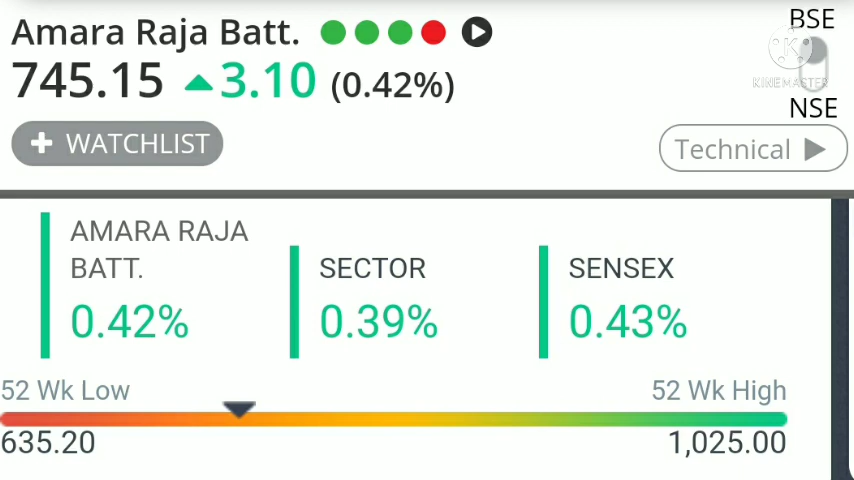 Amara Raja Batt.
BSE
745.15 3.10 (0.42%)
KINEMASTER
NSE
+ WATCHLIST
Technical
AMARA RAJA
BATT.
0.42%
SECTOR
0.39%
SENSEX
0.43%
52 Wk Low 52 Wk High
635.20 1,025.00